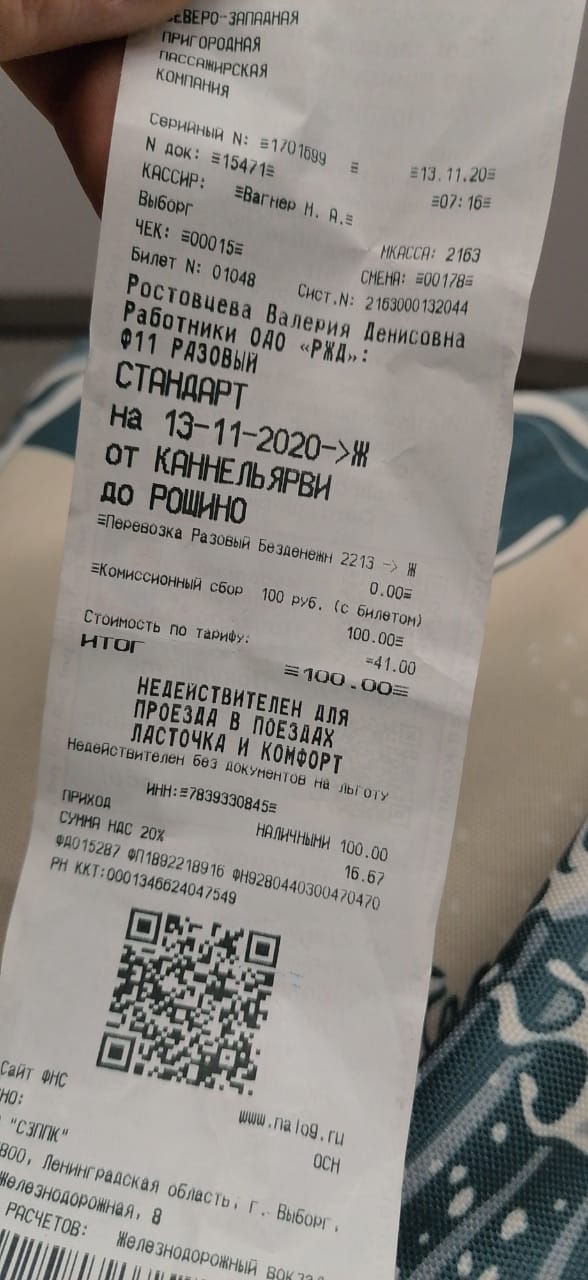 СЕВЕРО-ЗАПАДНАЯ
ПРИГОРОДНАЯ
ПАССАЖИРСКАЯ
КОМПАНИЯ
Серийный N: ≡1701699 ≡ ≡13.11.20≡
N док: ≡15471≡ ≡07:16≡
КАССИР: ≡Вагнер М. А.≡
Выборг МКАССА: 2163
ЧЕК: ≡00015≡ СМЕНА: ≡00178≡
Билет N: 01048 Сист.N: 2163000132044
Ростовцева Валерия Денисовна
Работники ОАО «РЖД»:
Ф11 РАЗОВЫЙ
СТАНДАРТ
на 13-11-2020->Ж
от КАННЕЛЬЯРВИ
до РОШИНО
≡Перевозка Разовый Безденежн 2213 -> Ж
0.00≡
≡Комиссионный сбор 100 руб. (с билетом)
100.00≡
Стоимость по тарифу: =41.00
ИТОГ ≡100.00≡
НЕДЕЙСТВИТЕЛЕН ДЛЯ
ПРОЕЗДА В ПОЕЗДАХ
ЛАСТОЧКА И КОМФОРТ
Недействителен без документов на льготу
ИНН:≡7839330845≡
ПРИХОД НАЛИЧНЫМИ 100.00
СУММА НДС 20% 16.67
ФД015287 ФП1892218916 ФН9280440300470470
РН ККТ:0001346624047549
Сайт ФНС www.nalog.ru
НО: ОСН
"СЗППК"
800, Ленинградская область, г. Выборг,
Железнодорожная, 8
РАСЧЕТОВ: Железнодорожный